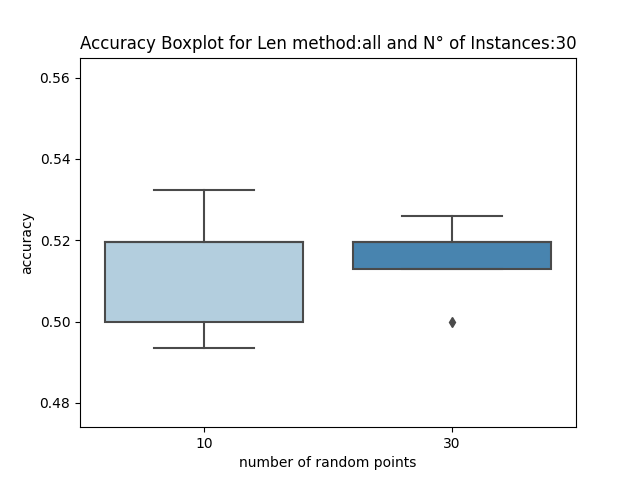 Accuracy Boxplot for Len method:all and N° of Instances:30
0.56
0.54
0.52
0.50
0.48
accuracy
10 30
number of random points